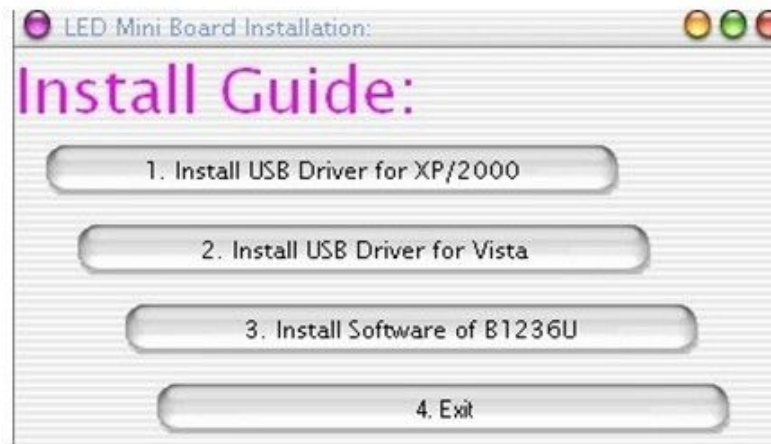 LED Mini Board Installation:
Install Guide:
1. Install USB Driver for XP/2000
2. Install USB Driver for Vista
3. Install Software of B1236U
4. Exit